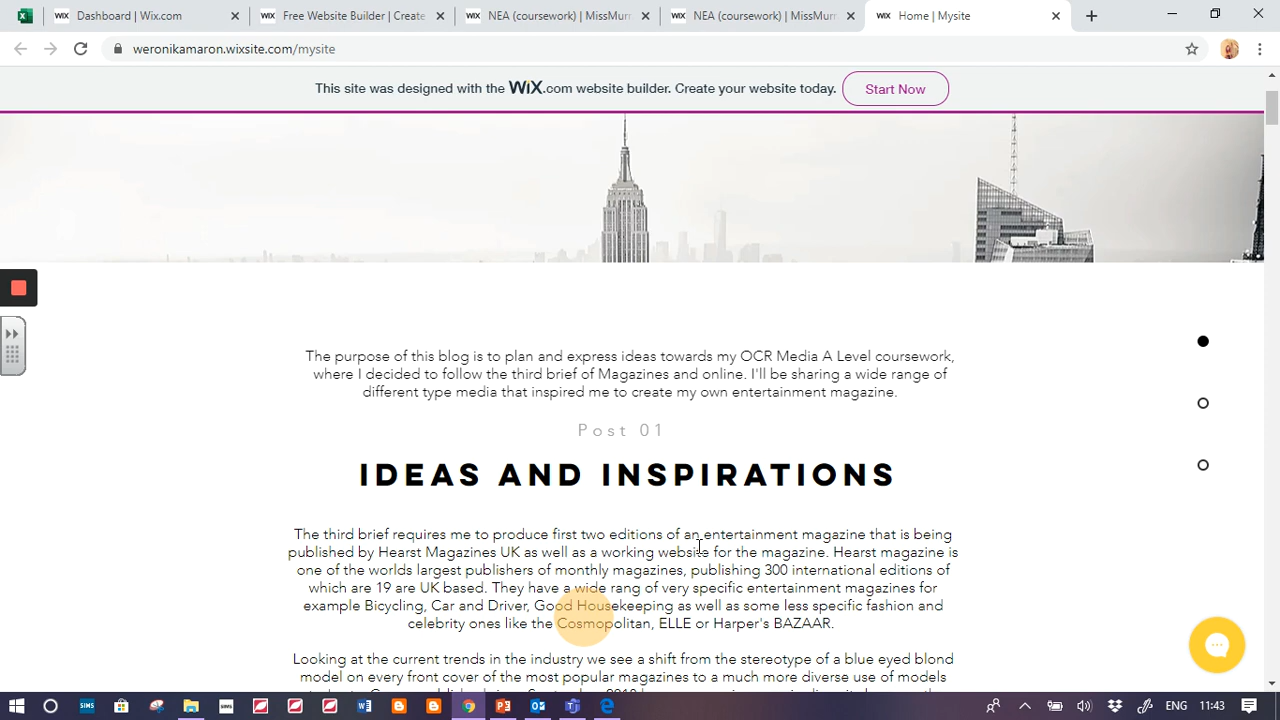 Dashboard | Wix.com
Free Website Builder | Create
NEA (coursework) | MissMurr
NEA (coursework) | MissMurr
Home | Mysite
weronikamaron.wixsite.com/mysite
This site was designed with the WiX.com website builder. Create your website today.
Start Now
The purpose of this blog is to plan and express ideas towards my OCR Media A Level coursework,
where I decided to follow the third brief of Magazines and online. I'll be sharing a wide range of
different type media that inspired me to create my own entertainment magazine.
Post 01
IDEAS AND INSPIRATIONS
The third brief requires me to produce first two editions of an entertainment magazine that is being
published by Hearst Magazines UK as well as a working website for the magazine. Hearst magazine is
one of the worlds largest publishers of monthly magazines, publishing 300 international editions of
which are 19 are UK based. They have a wide rang of very specific entertainment magazines for
example Bicycling, Car and Driver, Good Housekeeping as well as some less specific fashion and
celebrity ones like the Cosmopolitan, ELLE or Harper's BAZAAR.
Looking at the current trends in the industry we see a shift from the stereotype of a blue eyed blond
model on every front cover of the most popular magazines to a much more diverse use of models
ENG
11:43